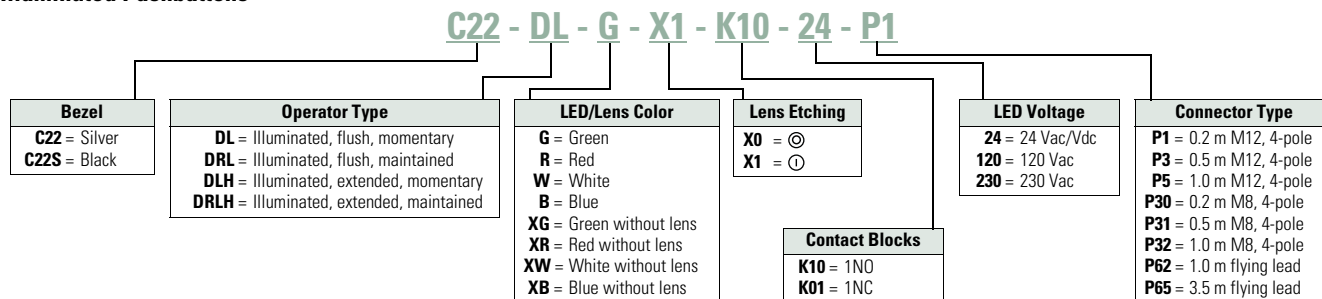 C22 - DL - G - X1 - K10 - 24 - P1
Bezel
C22 = Silver
C22S = Black
Operator Type
DL = Illuminated, flush, momentary
DRL = Illuminated, flush, maintained
DLH = Illuminated, extended, momentary
DRLH = Illuminated, extended, maintained
LED/Lens Color
G = Green
R = Red
W = White
B = Blue
XG = Green without lens
XR = Red without lens
XW = White without lens
XB = Blue without lens
Lens Etching
X0 =
X1 =
Contact Blocks
K10 = 1NO
K01 = 1NC
LED Voltage
24 = 24 Vac/Vdc
120 = 120 Vac
230 = 230 Vac
Connector Type
P1 = 0.2 m M12, 4-pole
P3 = 0.5 m M12, 4-pole
P5 = 1.0 m M12, 4-pole
P30 = 0.2 m M8, 4-pole
P31 = 0.5 m M8, 4-pole
P32 = 1.0 m M8, 4-pole
P62 = 1.0 m flying lead
P65 = 3.5 m flying lead